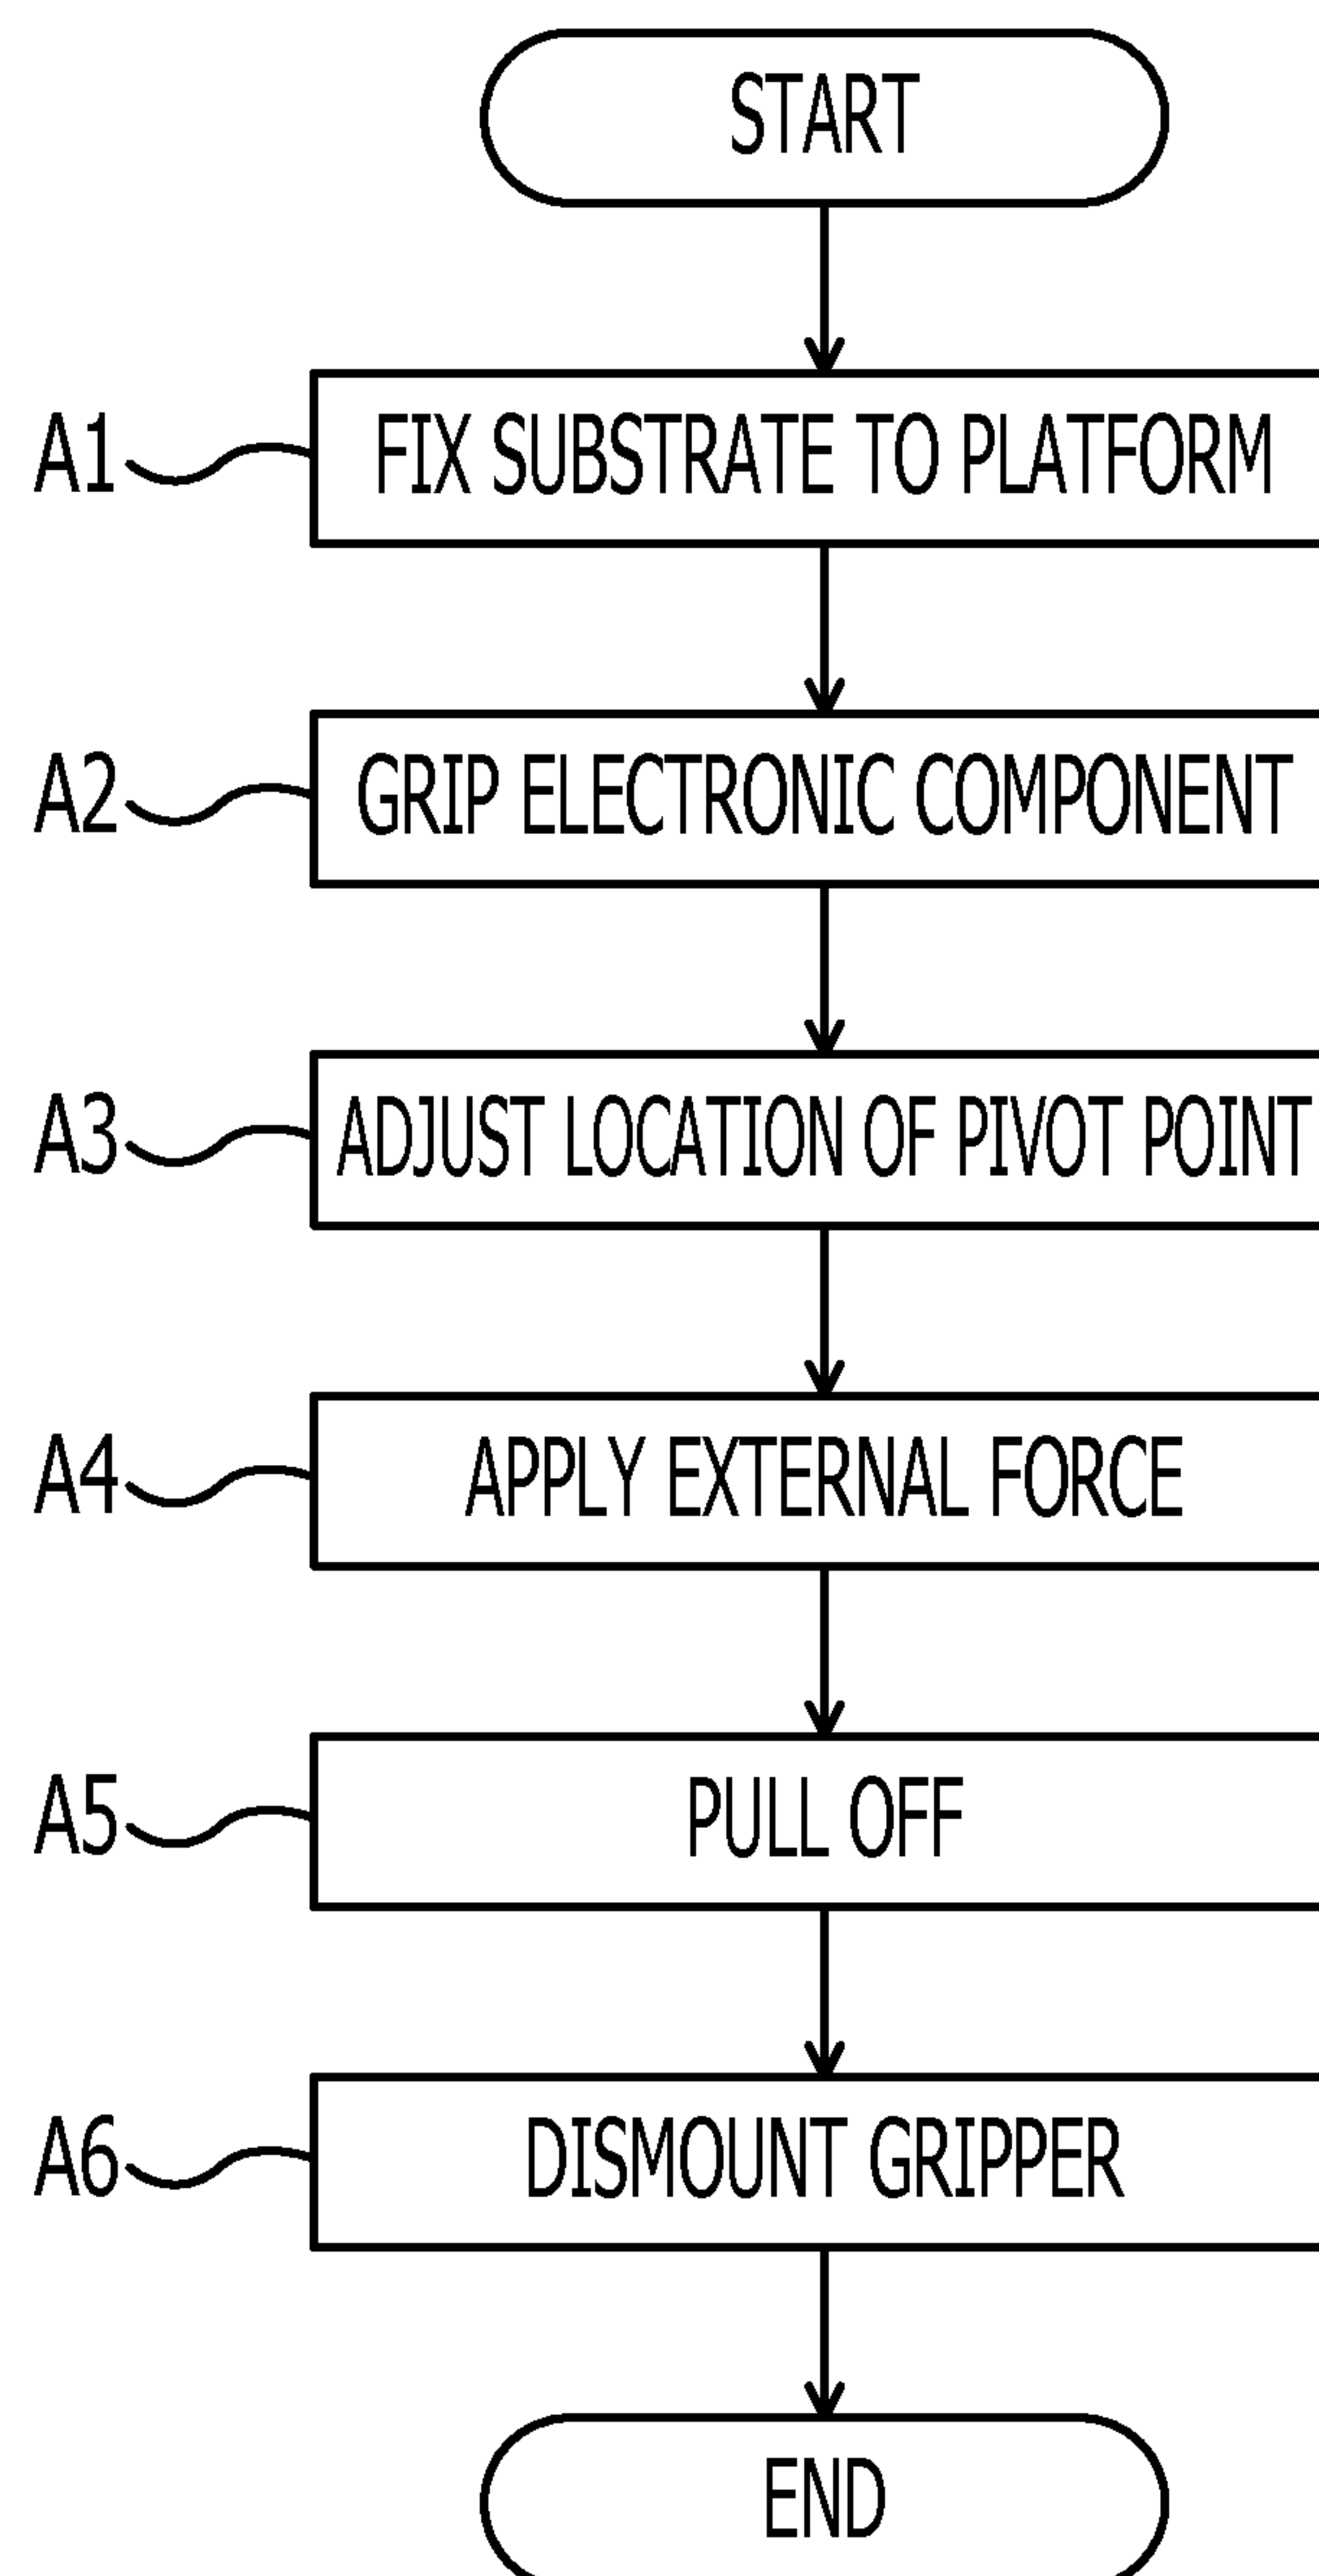 START
A1 FIX SUBSTRATE TO PLATFORM
A2 GRIP ELECTRONIC COMPONENT
A3 ADJUST LOCATION OF PIVOT POINT
A4 APPLY EXTERNAL FORCE
A5 PULL OFF
A6 DISMOUNT GRIPPER
END